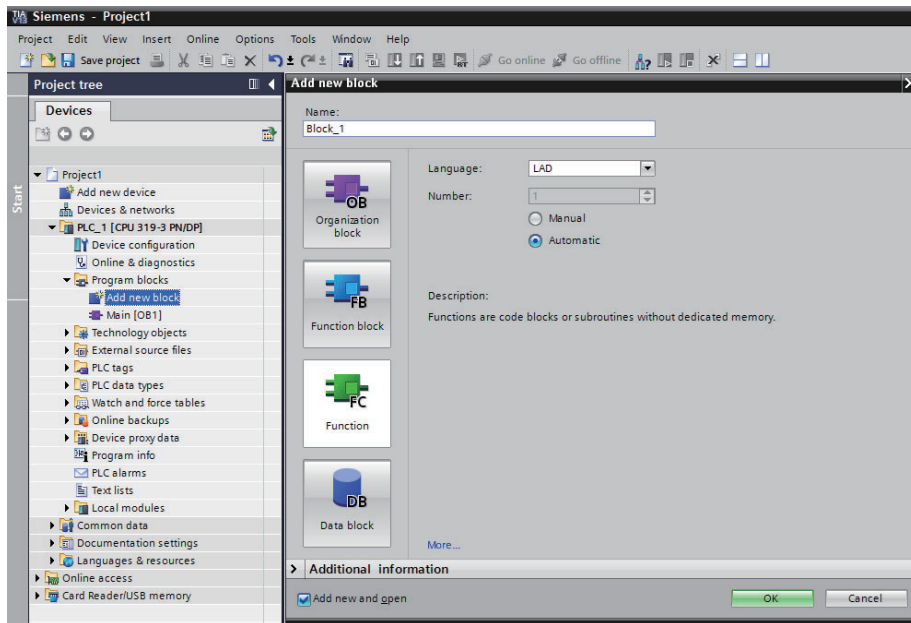 Siemens - Project1
Project Edit View Insert Online Options Tools Window Help
Save project Go online Go offline
Project tree
Devices
Start
Project1
Add new device
Devices & networks
PLC_1 [CPU 319-3 PN/DP]
Device configuration
Online & diagnostics
Program blocks
Add new block
Main [OB1]
Technology objects
External source files
PLC tags
PLC data types
Watch and force tables
Online backups
Device proxy data
Program info
PLC alarms
Text lists
Local modules
Common data
Documentation settings
Languages & resources
Online access
Card Reader/USB memory
Add new block
Name:
Block_1
OB
Organization
block
FB
Function block
FC
Function
DB
Data block
Language: LAD
Number: 1
Manual
Automatic
Description:
Functions are code blocks or subroutines without dedicated memory.
More...
Additional information
Add new and open
OK Cancel